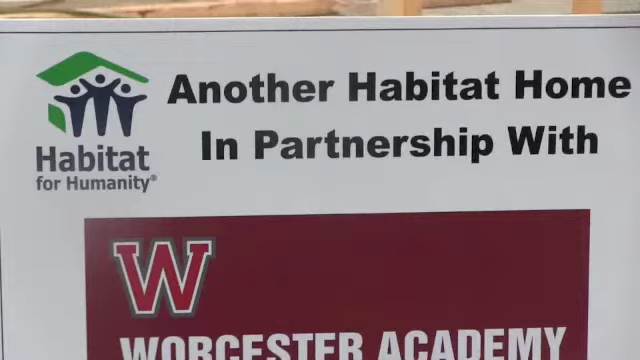 Another Habitat Home
In Partnership With
Habitat
for Humanity®
W
WORCESTER ACADEMY